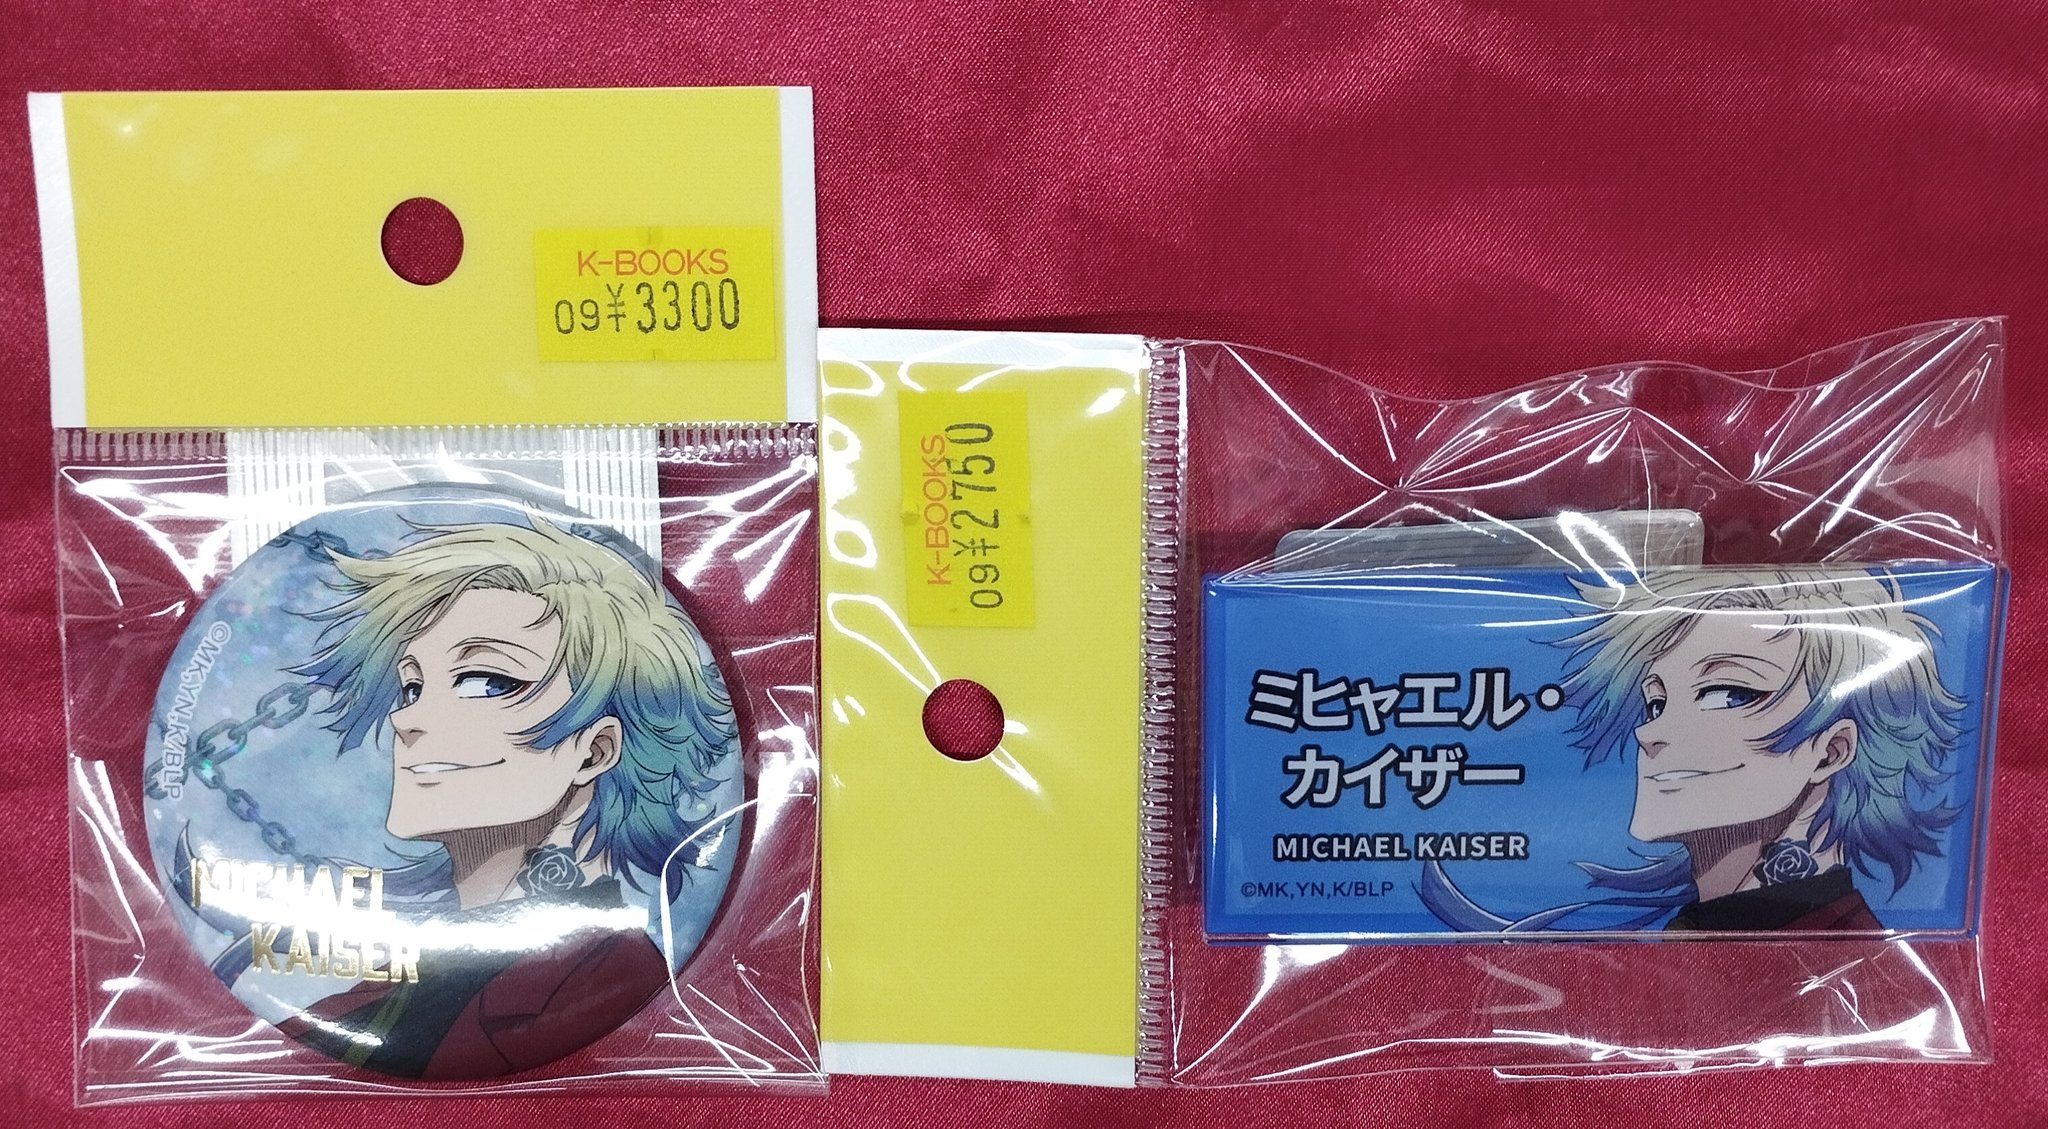 K-BOOKS
09¥3300
©MK,YN,K/BLP
MICHAEL
KAISER
K-BOOKS
09¥2750
ミヒャエル・
カイザー
MICHAEL KAISER
©MK,YN,K/BLP